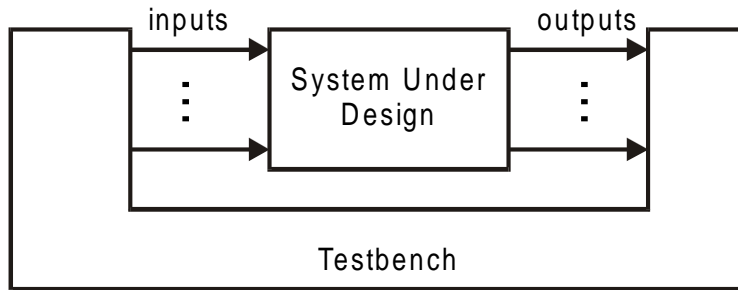 inputs
outputs
System Under
Design
Testbench